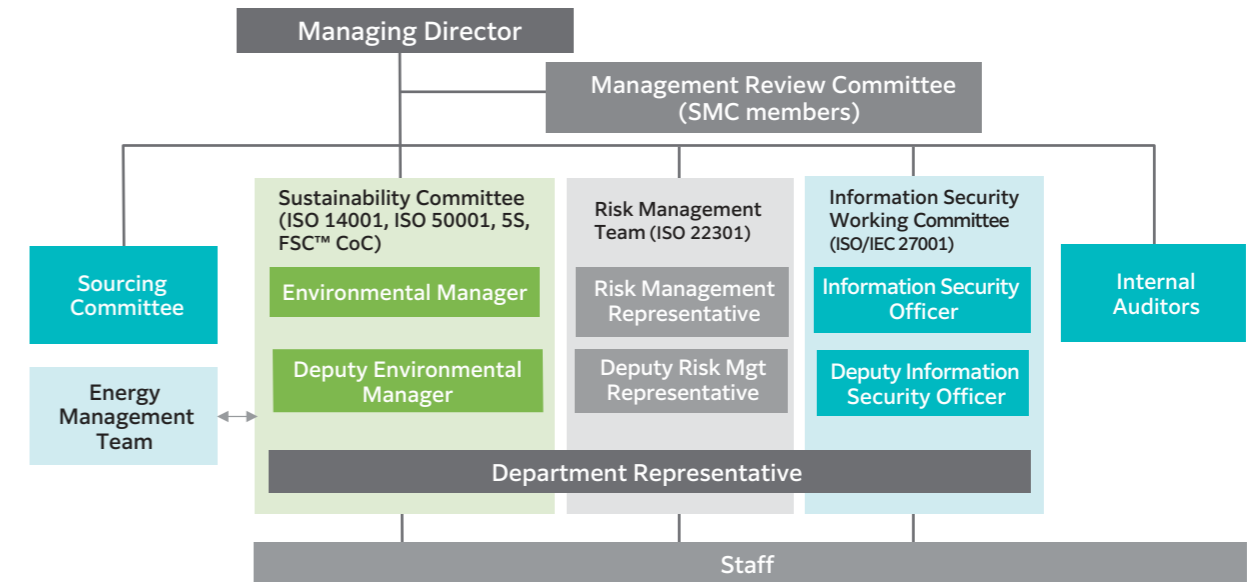 Managing Director
Management Review Committee
(SMC members)
Sustainability Committee
(ISO 14001, ISO 50001, 5S,
FSC™ CoC)
Risk Management
Team (ISO 22301)
Information Security
Working Committee
(ISO/IEC 27001)
Sourcing
Committee
Environmental Manager
Risk Management
Representative
Information Security
Officer
Internal
Auditors
Energy
Management
Team
Deputy Environmental
Manager
Deputy Risk Mgt
Representative
Deputy Information
Security Officer
Department Representative
Staff